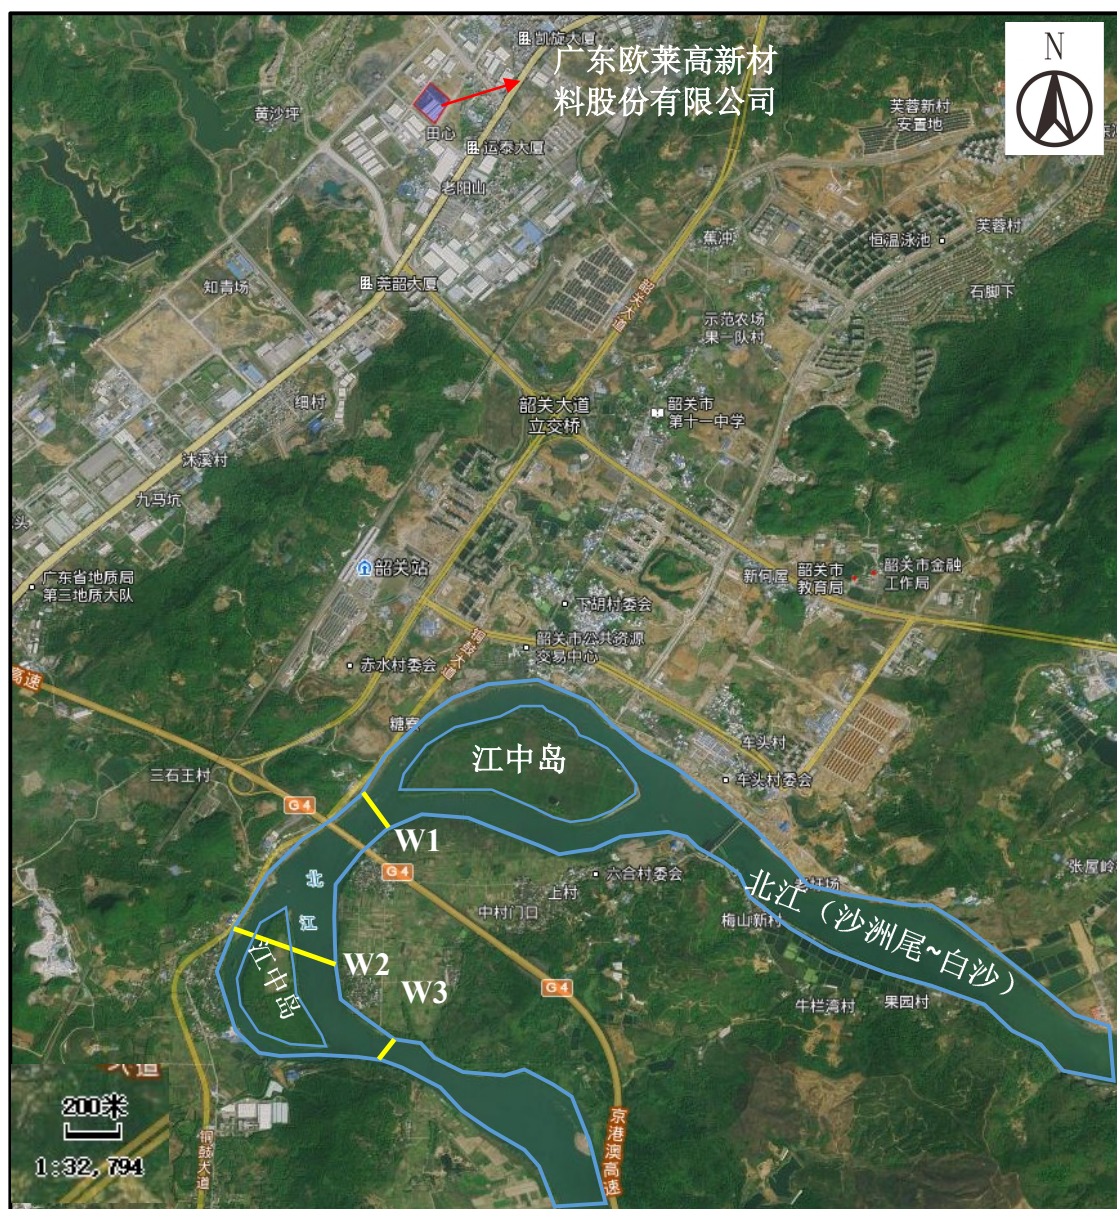 凯旋大厦
广东欧莱高新材
料股份有限公司
N
黄沙坪
田心
运泰大厦
芙蓉新村
安置地
老阳山
蕉冲
恒温泳池
芙蓉村
知青场
莞韶大厦
韶关大道
石脚下
示范农场
果一队村
细村
韶关大道
立交桥
韶关市
第十一中学
沐溪村
九马坑
头
广东省地质局
第三地质大队
韶关站
新何屋
韶关市
教育局
韶关市金融
工作局
下胡村委会
铜鼓大道
韶关市公共资源
交易中心
赤水村委会
高速
糖寮
江中岛
车头村
车头村委会
三石王村
G4
W1
G4
北
江
六合村委会
上村
中村门口
张屋岭
梅山新村
北江（沙洲尾~白沙）
江中岛
W2
W3
G4
牛栏湾村
果园村
大道
200米
1:32,794
铜鼓大道
京港澳高速